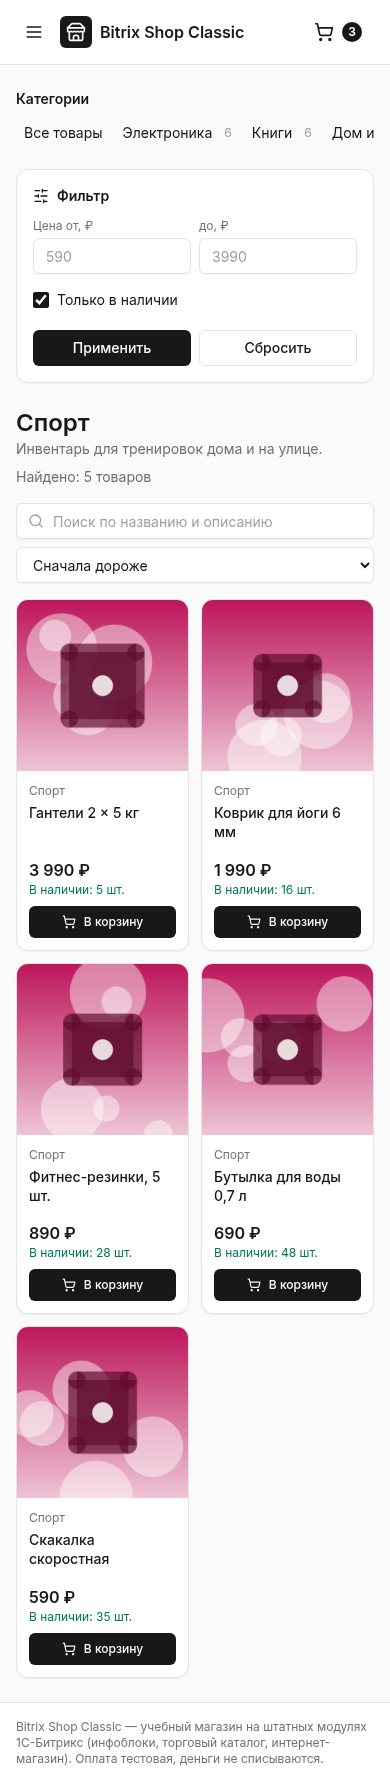 Bitrix Shop Classic
3
Категории
Все товары Электроника 6 Книги 6 Дом и
Фильтр
Цена от, ₽ до, ₽
590 3990
Только в наличии
Применить Сбросить
Спорт
Инвентарь для тренировок дома и на улице.
Найдено: 5 товаров
Поиск по названию и описанию
Сначала дороже
Спорт
Гантели 2 × 5 кг
3 990 ₽
В наличии: 5 шт.
В корзину
Спорт
Коврик для йоги 6
мм
1 990 ₽
В наличии: 16 шт.
В корзину
Спорт
Фитнес-резинки, 5
шт.
890 ₽
В наличии: 28 шт.
В корзину
Спорт
Бутылка для воды
0,7 л
690 ₽
В наличии: 48 шт.
В корзину
Спорт
Скакалка
скоростная
590 ₽
В наличии: 35 шт.
В корзину
Bitrix Shop Classic — учебный магазин на штатных модулях
1С-Битрикс (инфоблоки, торговый каталог, интернет-
магазин). Оплата тестовая, деньги не списываются.